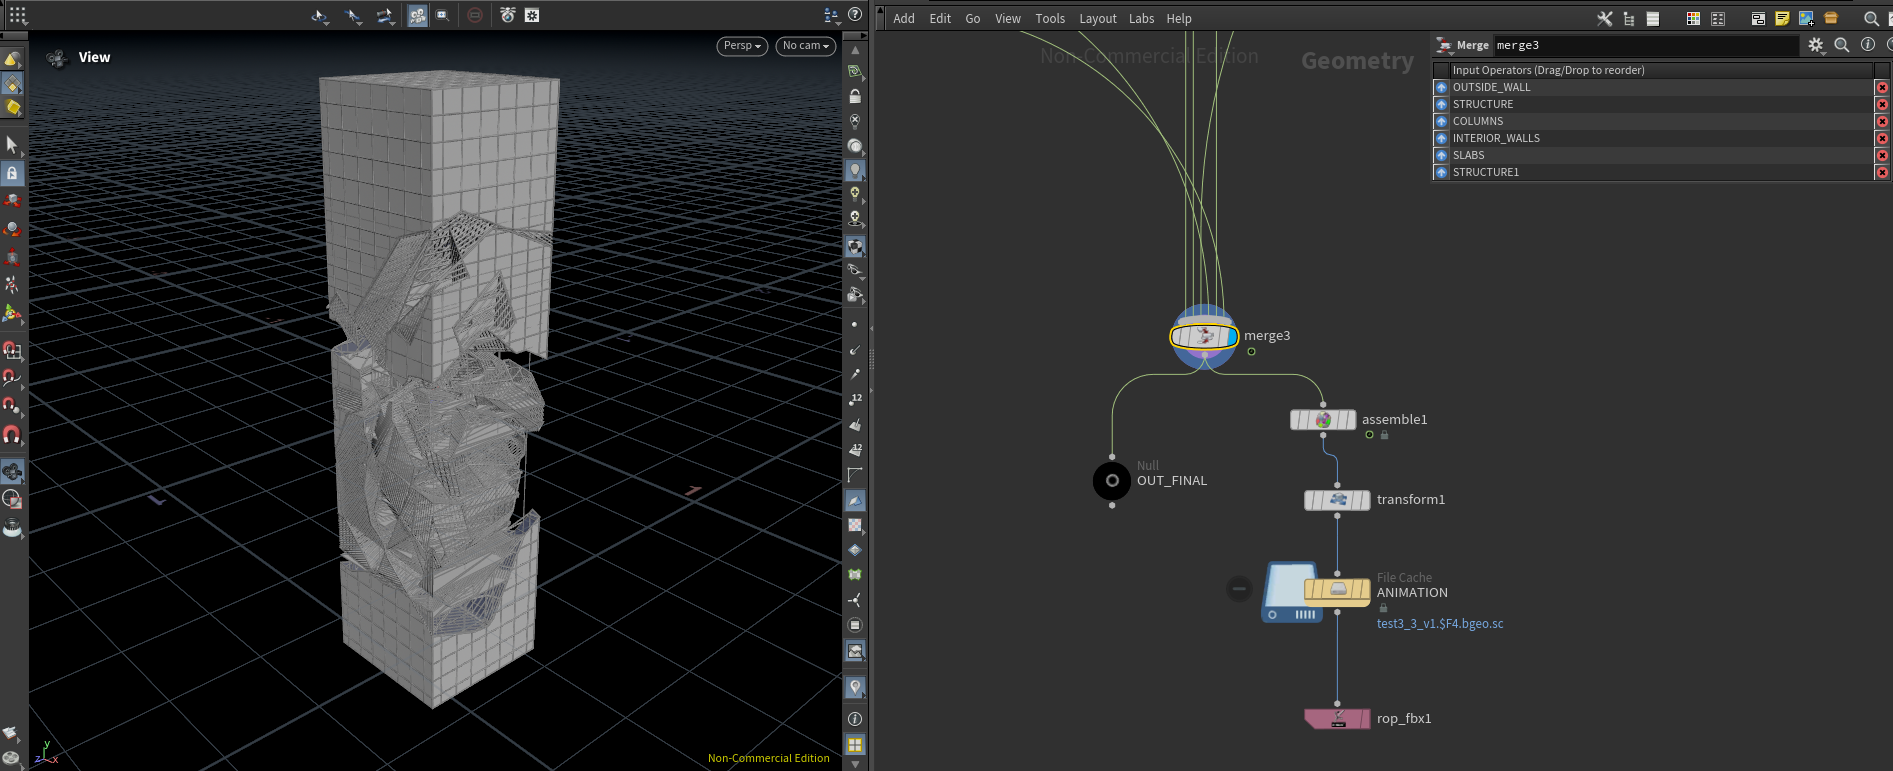 View
Persp
No cam
12
12
y
z
x
Non-Commercial Edition
Add Edit Go View Tools Layout Labs Help
Non-Commercial Edition
Geometry
Merge merge3
Input Operators (Drag/Drop to reorder)
OUTSIDE_WALL
STRUCTURE
COLUMNS
INTERIOR_WALLS
SLABS
STRUCTURE1
merge3
assemble1
Null
OUT_FINAL
transform1
File Cache
ANIMATION
test3_3_v1.$F4.bgeo.sc
rop_fbx1